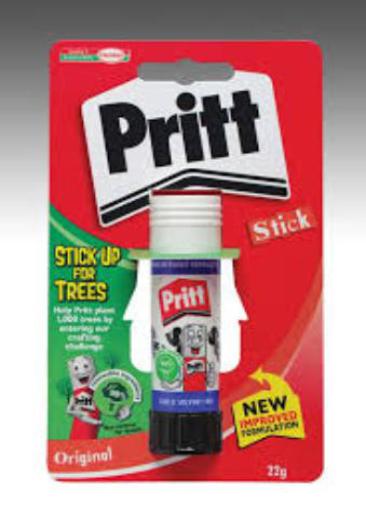 Pritt
Stick
STICK UP
FOR
TREES
Help Pritt plant
1,000 trees by
entering our
crafting
challenge
Pritt
Pritt
NEW
IMPROVED
FORMULATION
Original
22g